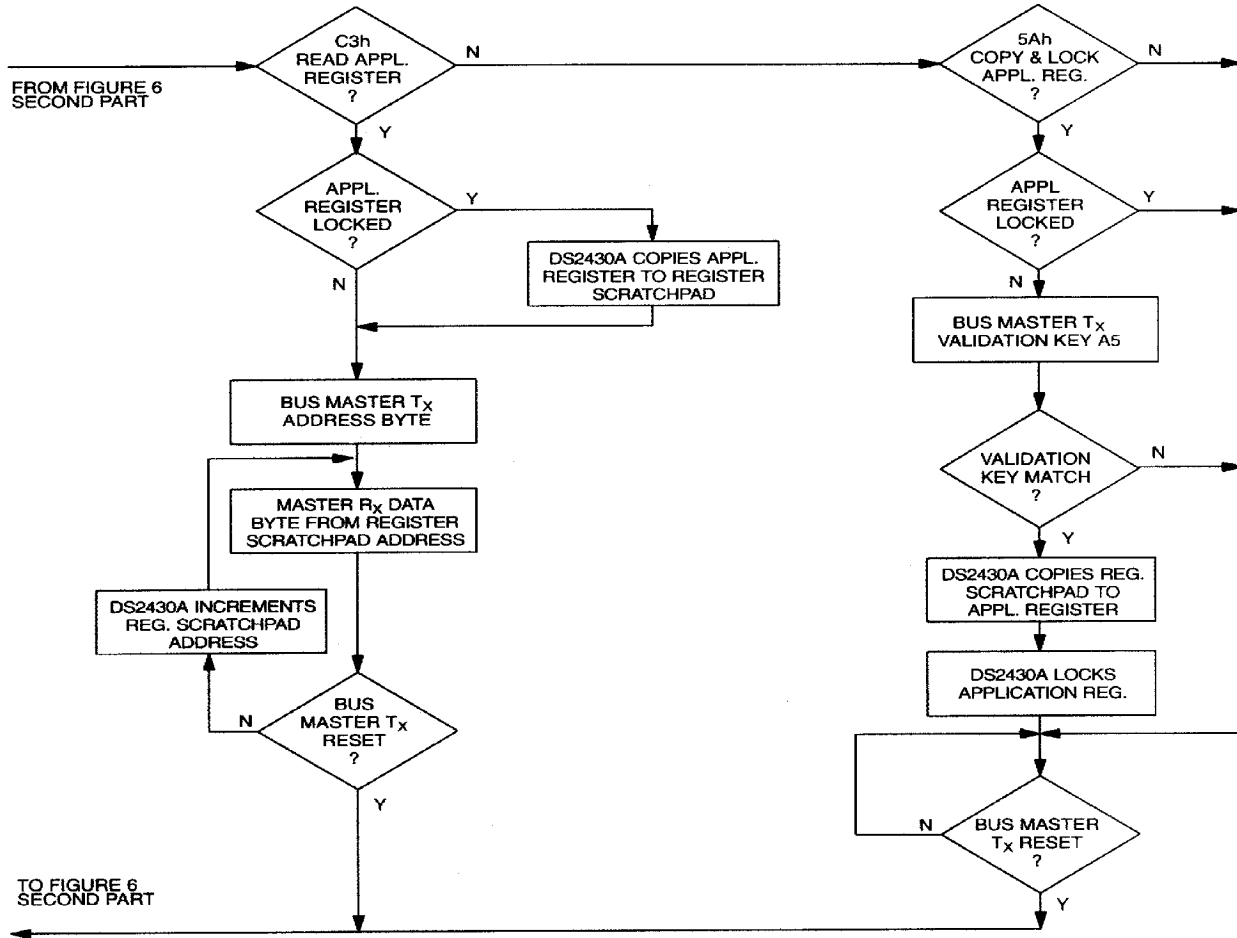 FROM FIGURE 6
SECOND PART
C3h
READ APPL.
REGISTER
?
N
Y
APPL.
REGISTER
LOCKED
?
Y
N
DS2430A COPIES APPL.
REGISTER TO REGISTER
SCRATCHPAD
BUS MASTER TX
ADDRESS BYTE
MASTER RX DATA
BYTE FROM REGISTER
SCRATCHPAD ADDRESS
DS2430A INCREMENTS
REG. SCRATCHPAD
ADDRESS
BUS
MASTER TX
RESET
?
N
Y
5Ah
COPY & LOCK
APPL. REG.
?
N
Y
APPL
REGISTER
LOCKED
?
Y
N
BUS MASTER TX
VALIDATION KEY A5
VALIDATION
KEY MATCH
?
N
Y
DS2430A COPIES REG.
SCRATCHPAD TO
APPL. REGISTER
DS2430A LOCKS
APPLICATION REG.
BUS MASTER
TX RESET
?
N
Y
TO FIGURE 6
SECOND PART